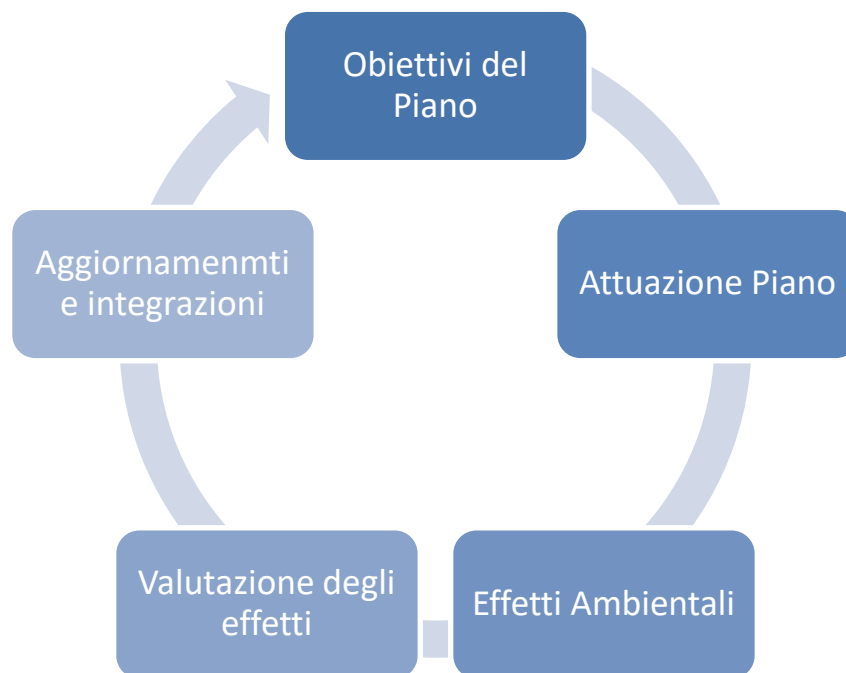 Obiettivi del
Piano
Attuazione Piano
Effetti Ambientali
Valutazione degli
effetti
Aggiornamenmti
e integrazioni